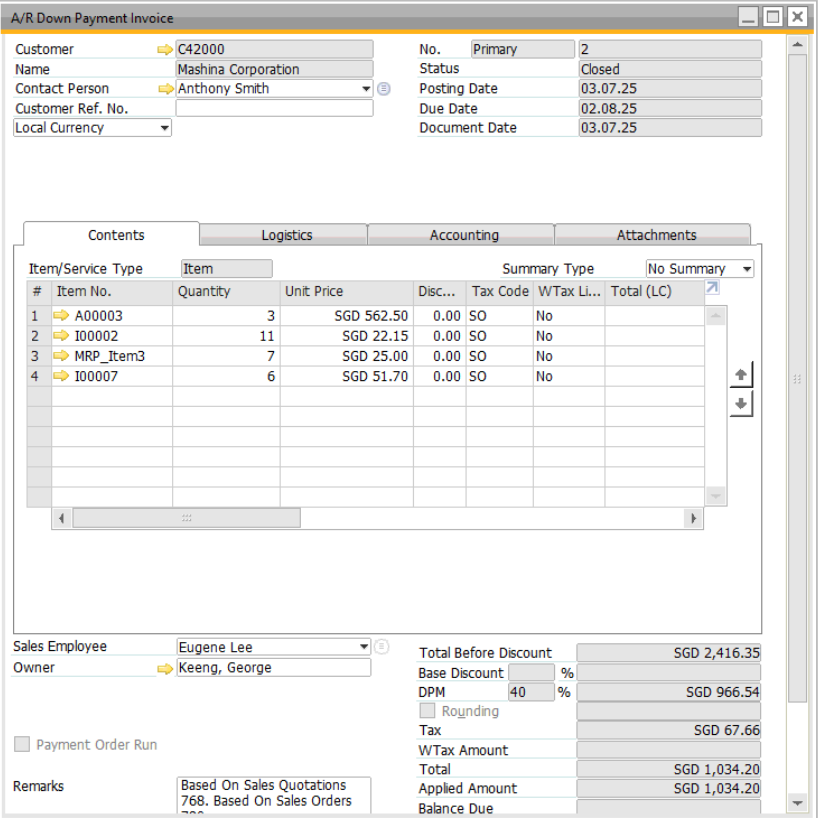 A/R Down Payment Invoice
Customer C42000 No. Primary 2
Name Mashina Corporation Status Closed
Contact Person Anthony Smith Posting Date 03.07.25
Customer Ref. No. Due Date 02.08.25
Local Currency Document Date 03.07.25
Contents Logistics Accounting Attachments
Item/Service Type Item Summary Type No Summary
# Item No. Quantity Unit Price Disc... Tax Code WTax Li... Total (LC)
1 A00003 3 SGD 562.50 0.00 SO No
2 I00002 11 SGD 22.15 0.00 SO No
3 MRP_Item3 7 SGD 25.00 0.00 SO No
4 I00007 6 SGD 51.70 0.00 SO No
Sales Employee Eugene Lee Total Before Discount SGD 2,416.35
Owner Keeng, George Base Discount %
DPM 40 % SGD 966.54
Rounding
Tax SGD 67.66
Payment Order Run WTax Amount
Total SGD 1,034.20
Remarks Based On Sales Quotations Applied Amount SGD 1,034.20
768. Based On Sales Orders Balance Due